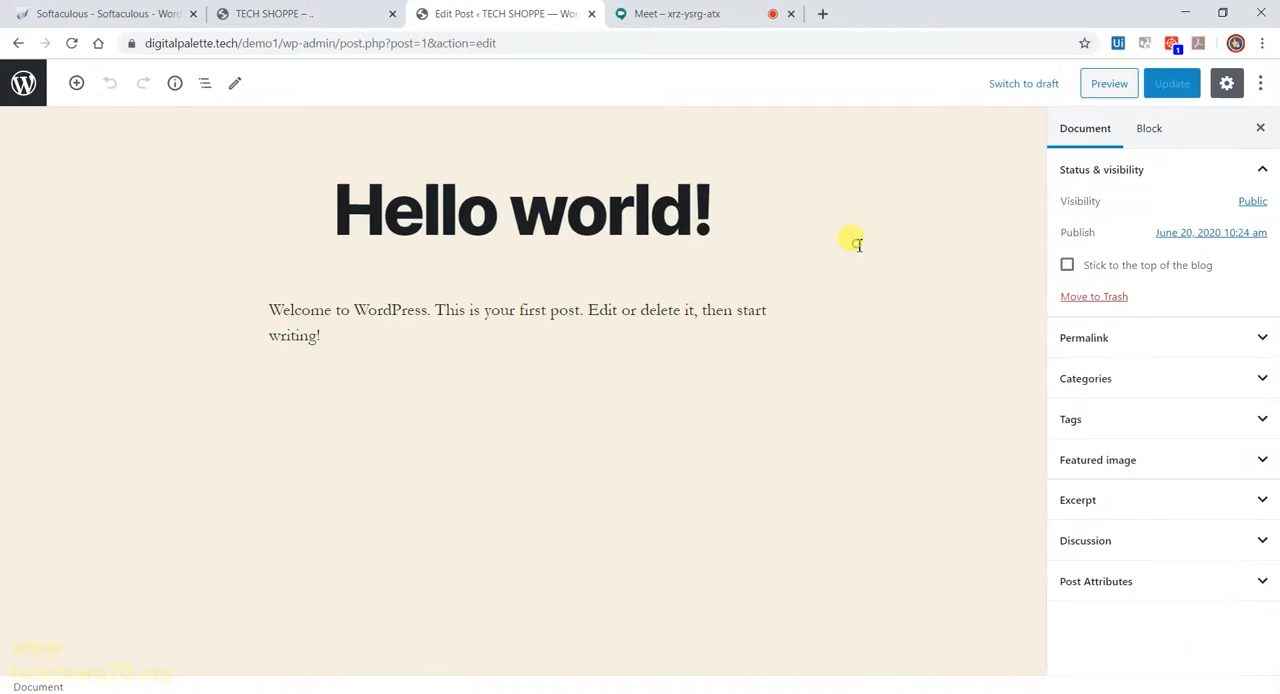 Softaculous - Softaculous - Word
TECH SHOPPE – ..
Edit Post ‹ TECH SHOPPE — Wor
Meet – xrz-ysrg-atx
digitalpalette.tech/demo1/wp-admin/post.php?post=1&action=edit
Switch to draft
Preview
Update
Document
Block
Status & visibility
Visibility
Public
Publish
June 20, 2020 10:24 am
Stick to the top of the blog
Move to Trash
Permalink
Categories
Tags
Featured image
Excerpt
Discussion
Post Attributes
Hello world!
Welcome to WordPress. This is your first post. Edit or delete it, then start
writing!
Document